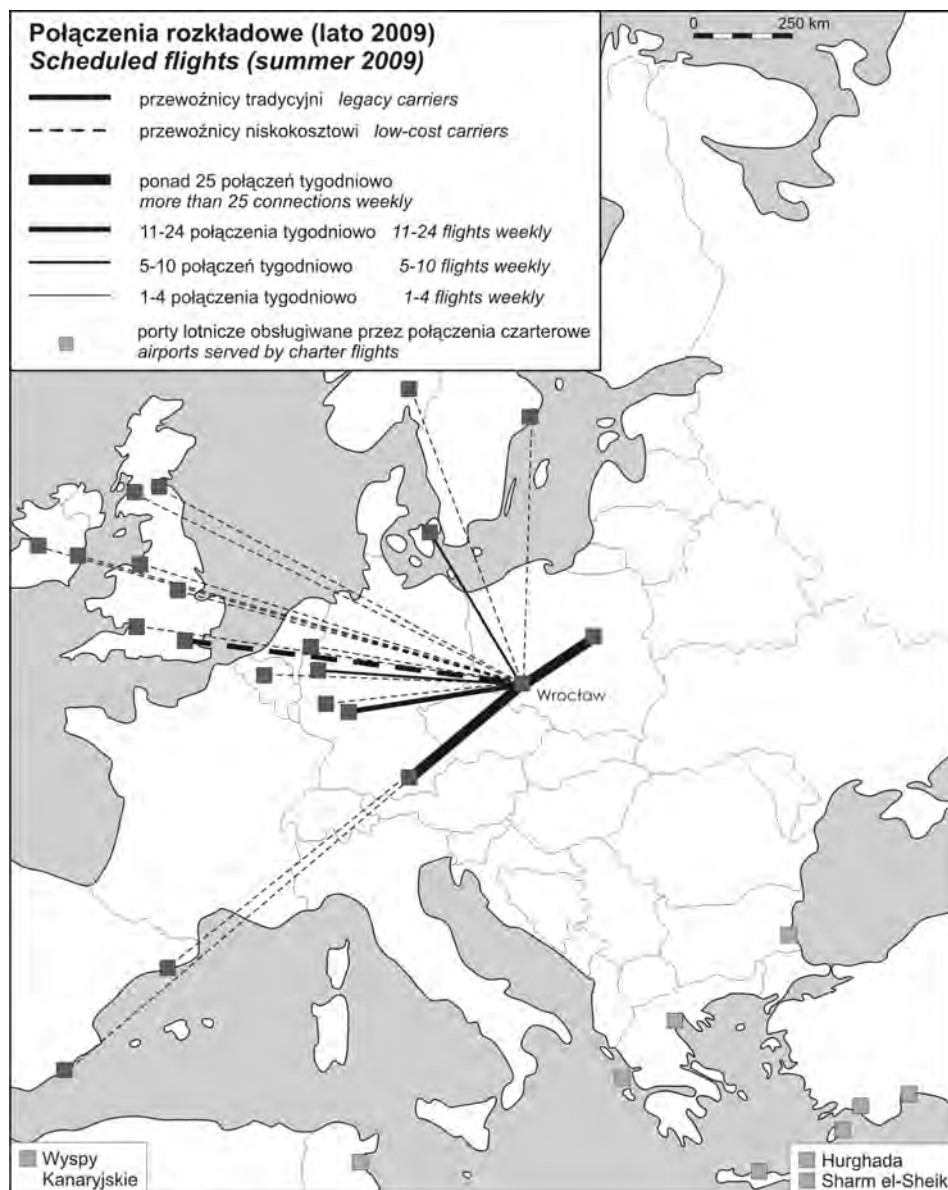 Połączenia rozkładowe (lato 2009)
Scheduled flights (summer 2009)
przewoźnicy tradycyjni legacy carriers
przewoźnicy niskokosztowi low-cost carriers
ponad 25 połączeń tygodniowo
more than 25 connections weekly
11-24 połączenia tygodniowo 11-24 flights weekly
5-10 połączeń tygodniowo 5-10 flights weekly
1-4 połączenia tygodniowo 1-4 flights weekly
porty lotnicze obsługiwane przez połączenia czarterowe
airports served by charter flights
0 250 km
Wrocław
Wyspy
Kanaryjskie
Hurghada
Sharm el-Sheik